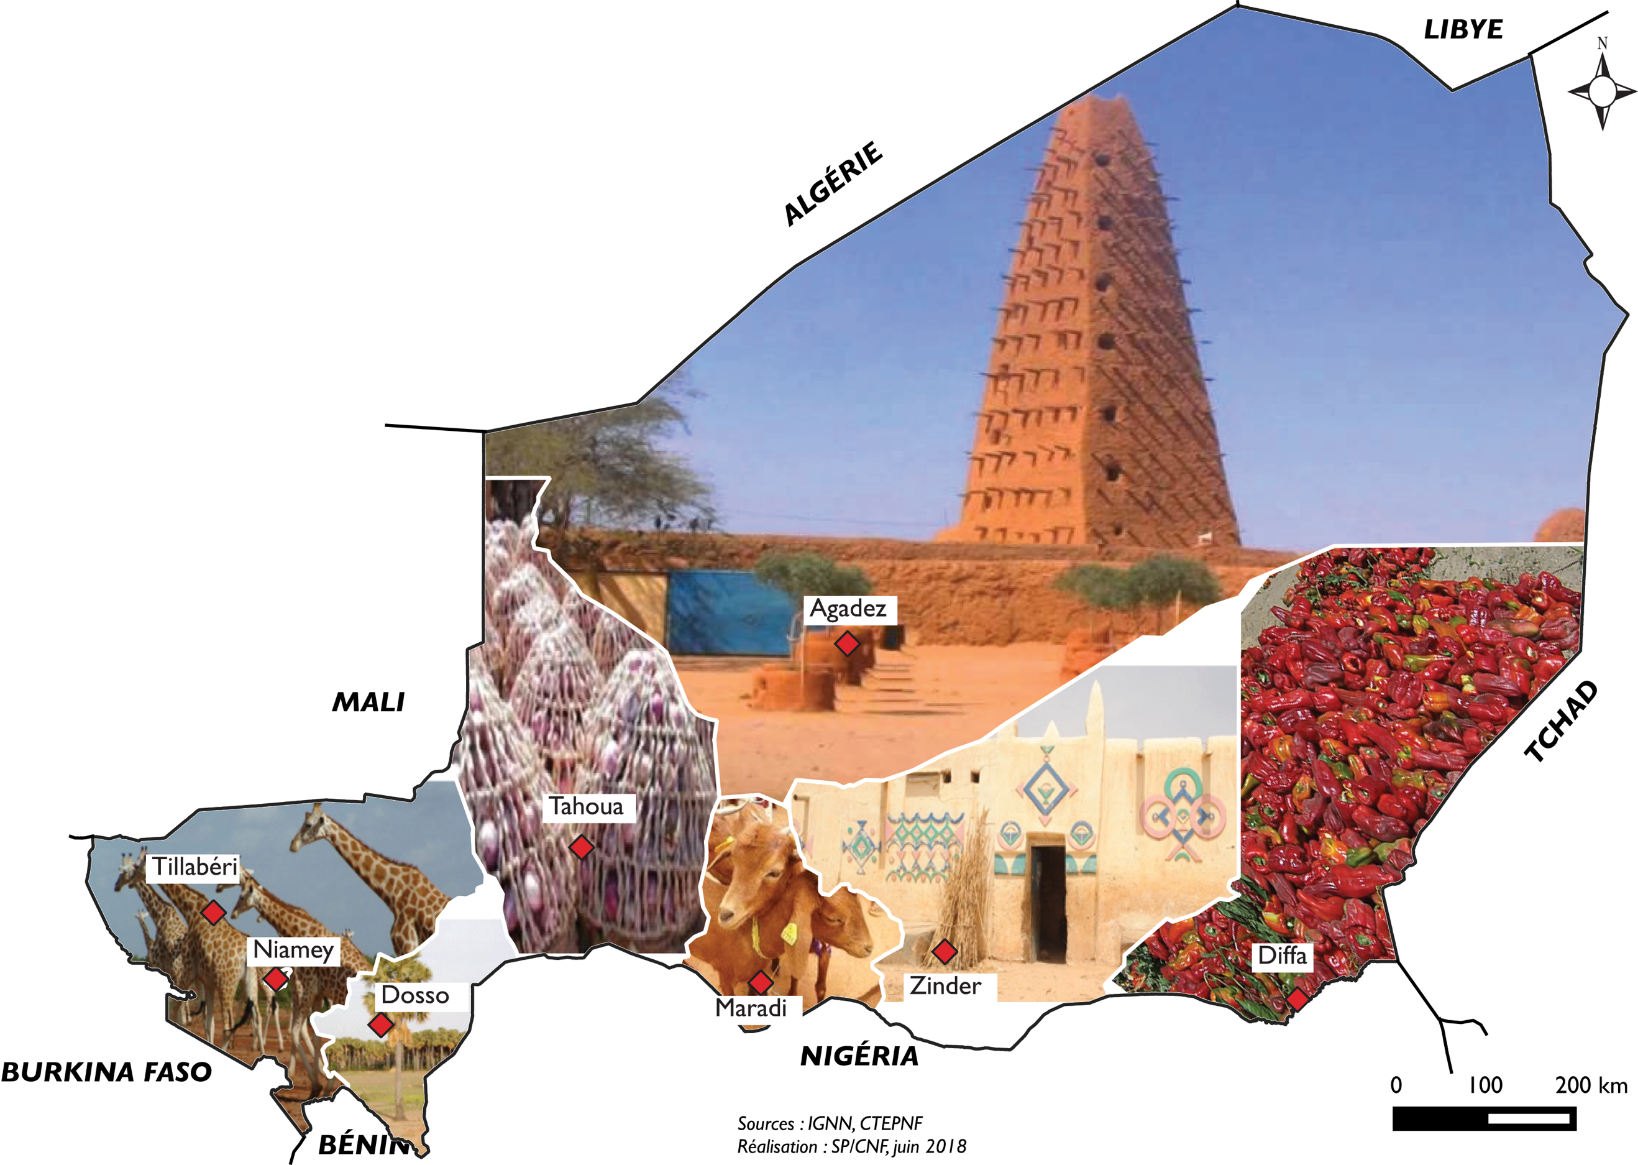 LIBYE
N
ALGÉRIE
Agadez
MALI
TCHAD
Tahoua
Tillabéri
Niamey
Diffa
Dosso
Zinder
Maradi
NIGÉRIA
BURKINA FASO
0 100 200 km
BÉNIN
Sources : IGNN, CTEPNF
Réalisation : SP/CNF, juin 2018